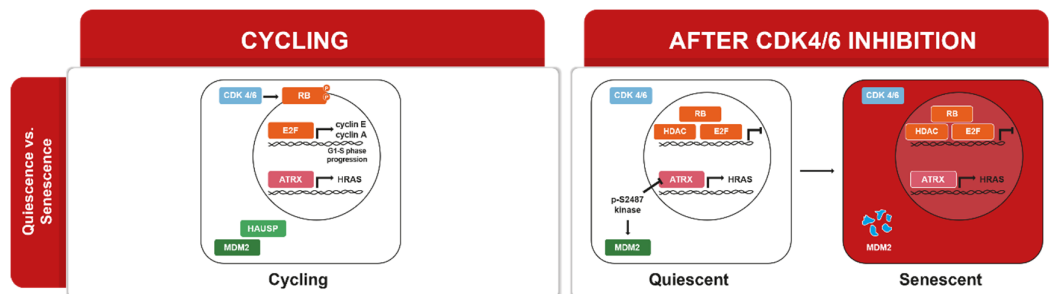 CYCLING
AFTER CDK4/6 INHIBITION
Quiescence vs.
Senescence
CDK 4/6
RB
P
P
E2F
cyclin E
cyclin A
G1-S phase
progression
ATRX
HRAS
HAUSP
MDM2
Cycling
CDK 4/6
RB
HDAC
E2F
ATRX
HRAS
p-S2487
kinase
MDM2
Quiescent
CDK 4/6
RB
HDAC
E2F
ATRX
HRAS
MDM2
Senescent